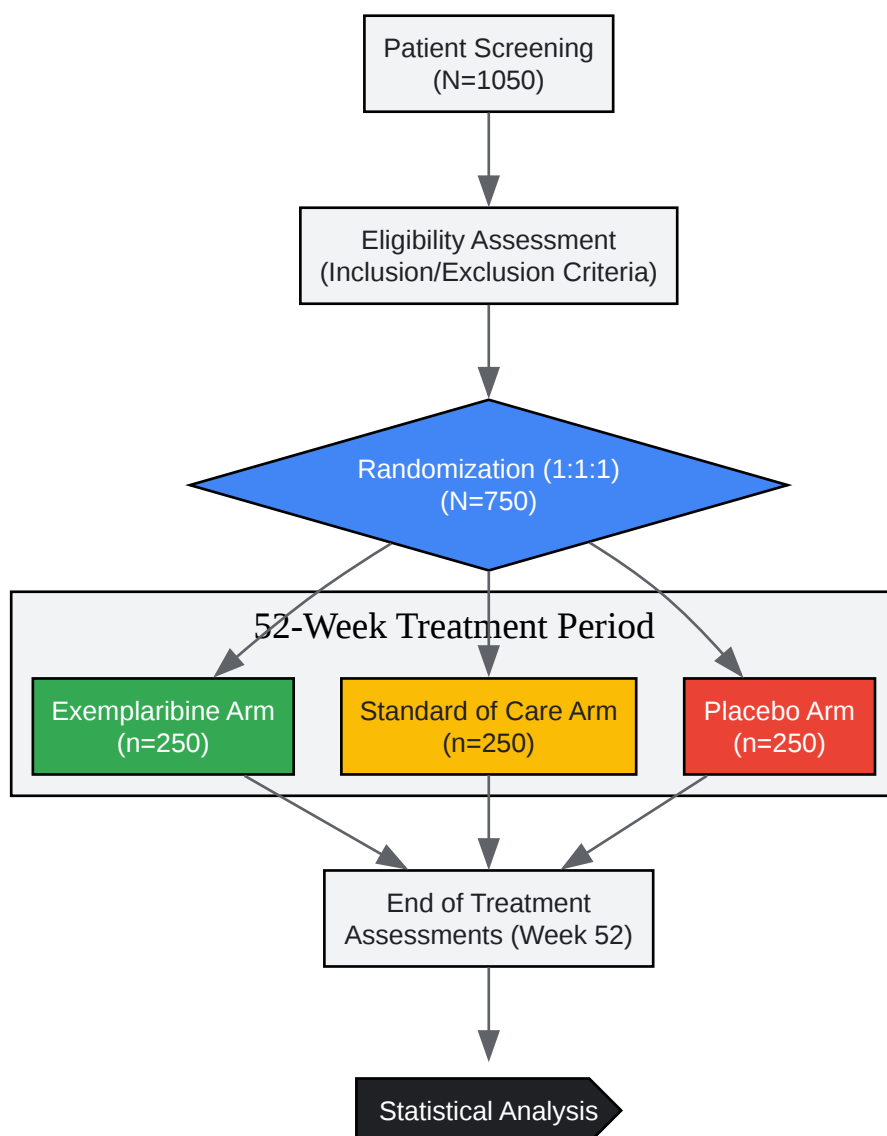 Patient Screening
(N=1050)
Eligibility Assessment
(Inclusion/Exclusion Criteria)
Randomization (1:1:1)
(N=750)
52-Week Treatment Period
Exemplaribine Arm
(n=250)
Standard of Care Arm
(n=250)
Placebo Arm
(n=250)
End of Treatment
Assessments (Week 52)
Statistical Analysis